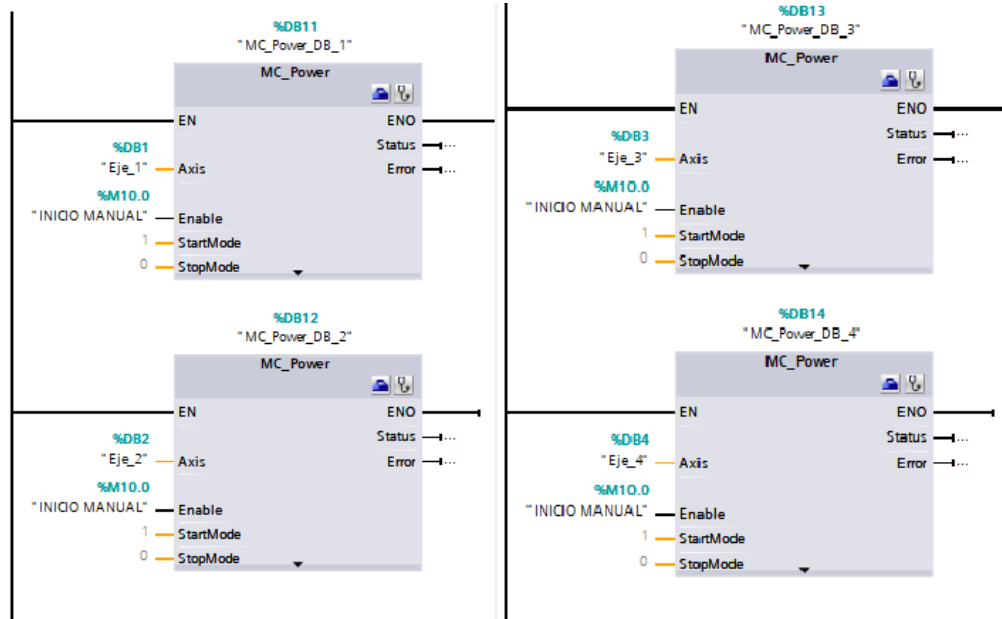 %DB11
"MC_Power_DB_1"
MC_Power
EN
ENO
Status
...
%DB1
"Eje_1"
Axis
Error
...
%M10.0
"INICIO MANUAL"
Enable
1
StartMode
0
StopMode
%DB12
"MC_Power_DB_2"
MC_Power
EN
ENO
Status
...
%DB2
"Eje_2"
Axis
Error
...
%M10.0
"INICIO MANUAL"
Enable
1
StartMode
0
StopMode
%DB13
"MC_Power_DB_3"
MC_Power
EN
ENO
Status
...
%DB3
"Eje_3"
Axis
Error
...
%M10.0
"INICIO MANUAL"
Enable
1
StartMode
0
StopMode
%DB14
"MC_Power_DB_4"
MC_Power
EN
ENO
Status
...
%DB4
"Eje_4"
Axis
Error
...
%M10.0
"INICIO MANUAL"
Enable
1
StartMode
0
StopMode